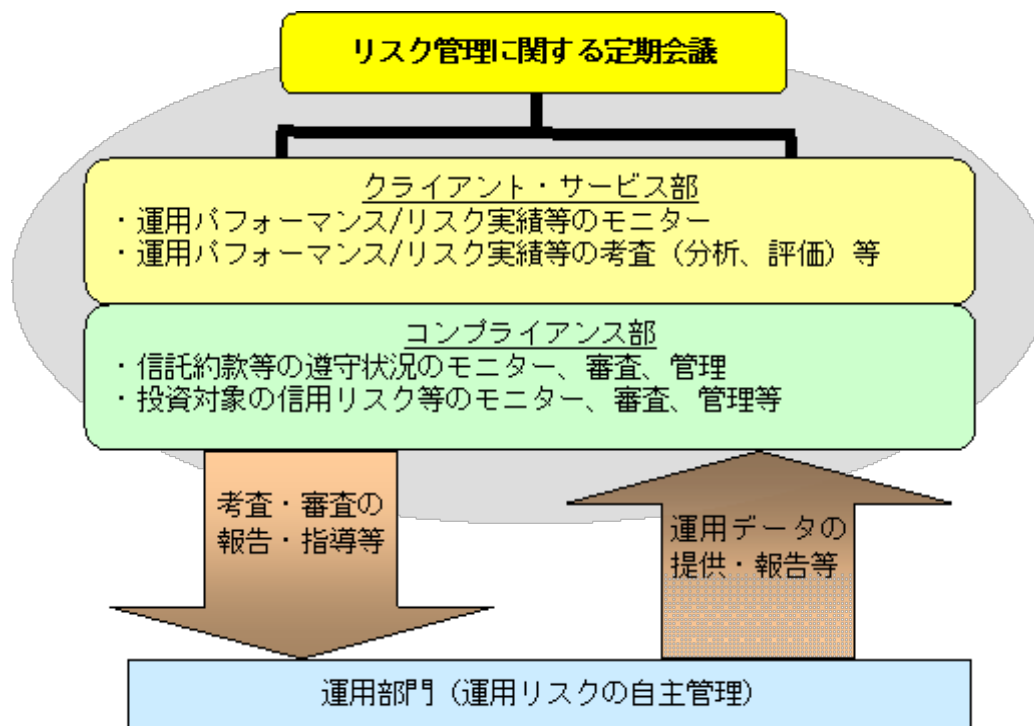 リスク管理に関する定期会議
クライアント・サービス部
・運用パフォーマンス/リスク実績等のモニター
・運用パフォーマンス/リスク実績等の考査（分析、評価）等
コンプライアンス部
・信託約款等の遵守状況のモニター、審査、管理
・投資対象の信用リスク等のモニター、審査、管理等
考査・審査の
報告・指導等
運用データの
提供・報告等
運用部門（運用リスクの自主管理）